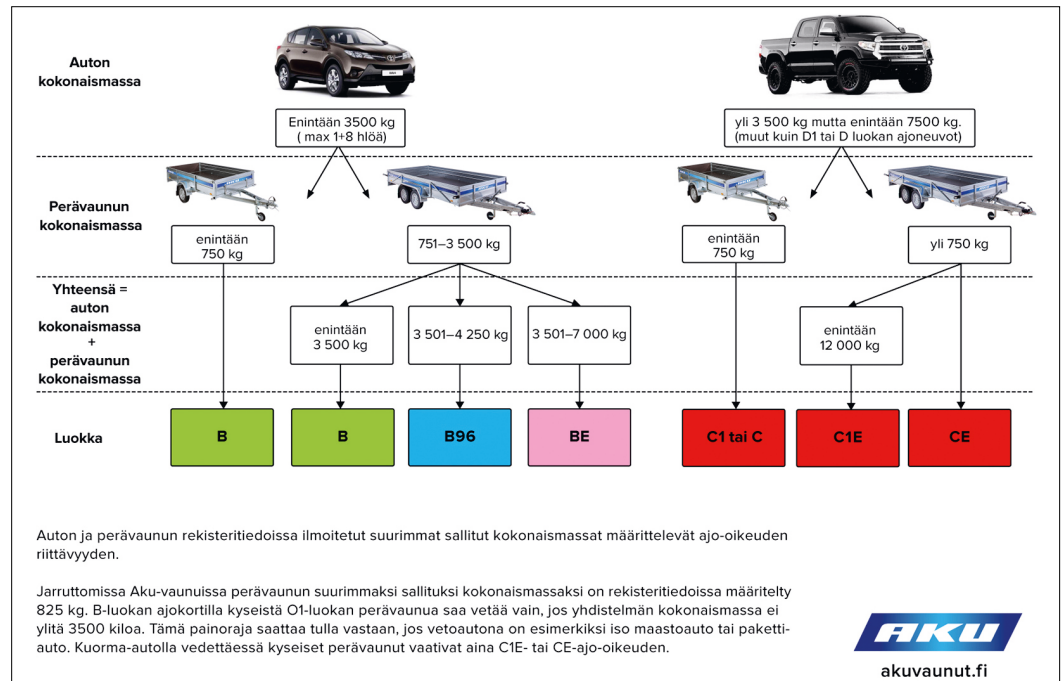 Auton
kokonaismassa
Enintään 3500 kg
( max 1+8 hlöä)
yli 3 500 kg mutta enintään 7500 kg.
(muut kuin D1 tai D luokan ajoneuvot)
Perävaunun
kokonaismassa
enintään
750 kg
751–3 500 kg
enintään
750 kg
yli 750 kg
Yhteensä =
auton
kokonaismassa
+
perävaunun
kokonaismassa
enintään
3 500 kg
3 501–4 250 kg
3 501–7 000 kg
enintään
12 000 kg
Luokka
B
B
B96
BE
C1 tai C
C1E
CE
Auton ja perävaunun rekisteritiedoissa ilmoitetut suurimmat sallitut kokonaismassat määrittelevät ajo-oikeuden
riittävyyden.
Jarruttomissa Aku-vaunuissa perävaunun suurimmaksi sallituksi kokonaismassaksi on rekisteritiedoissa määritelty
825 kg. B-luokan ajokortilla kyseistä O1-luokan perävaunua saa vetää vain, jos yhdistelmän kokonaismassa ei
ylitä 3500 kiloa. Tämä painoraja saattaa tulla vastaan, jos vetoautona on esimerkiksi iso maastoauto tai paketti-
auto. Kuorma-autolla vedettäessä kyseiset perävaunut vaativat aina C1E- tai CE-ajo-oikeuden.
AKU
akuvaunut.fi